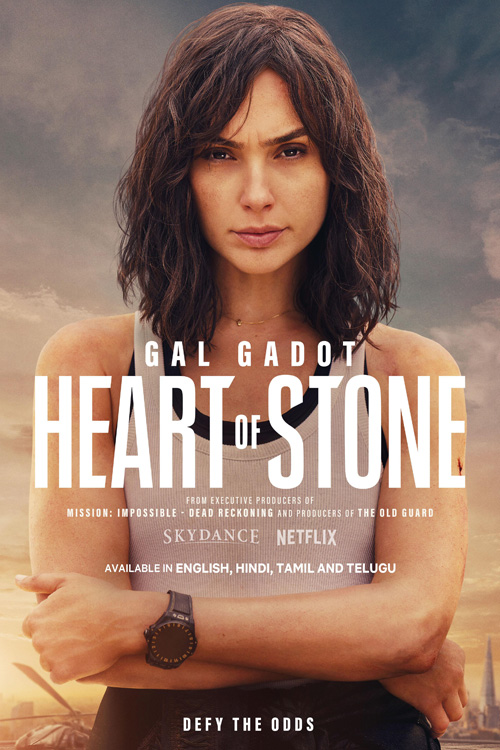 GAL GADOT
HEART OF STONE
FROM EXECUTIVE PRODUCERS OF
MISSION: IMPOSSIBLE - DEAD RECKONING AND PRODUCERS OF THE OLD GUARD
SKYDANCE NETFLIX
AVAILABLE IN ENGLISH, HINDI, TAMIL AND TELUGU
DEFY THE ODDS